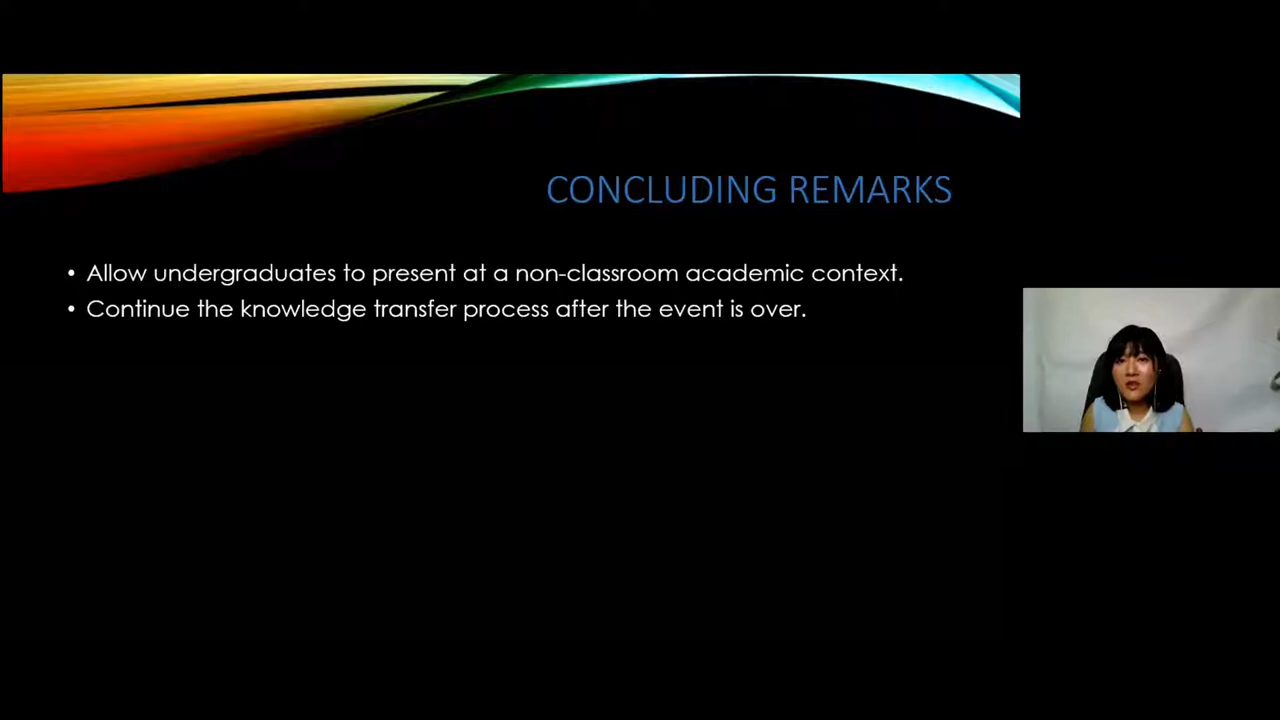 CONCLUDING REMARKS
• Allow undergraduates to present at a non-classroom academic context.
• Continue the knowledge transfer process after the event is over.